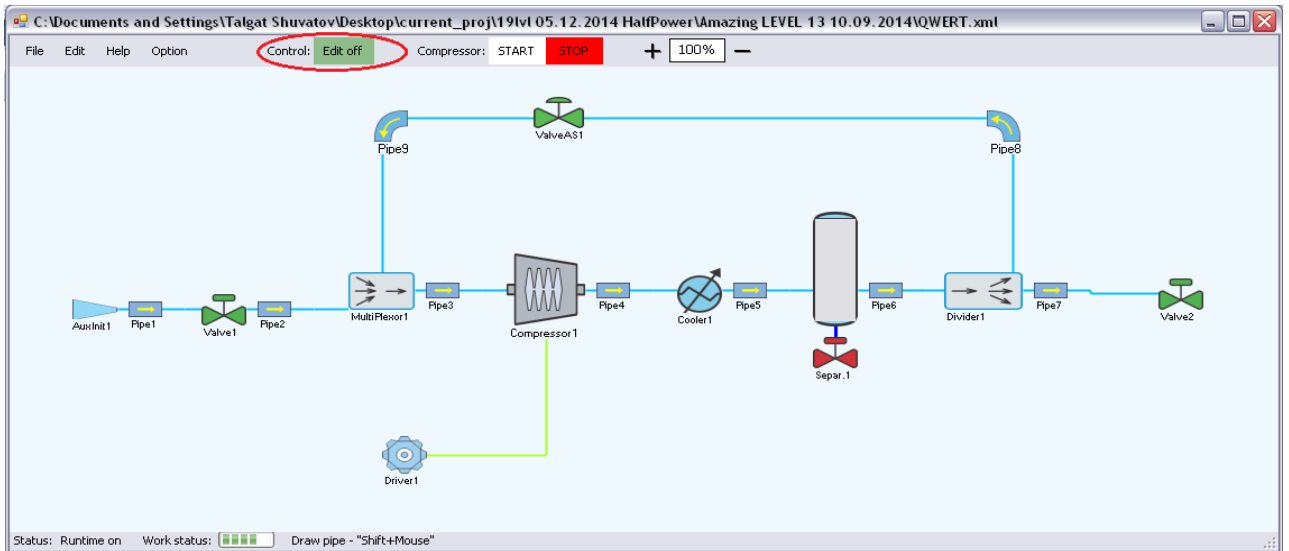 C:\Documents and Settings\Talgat Shuvatov\Desktop\current_proj\19lvl 05.12.2014 HalfPower\Amazing LEVEL 13 10.09.2014\QWERT.xml
File Edit Help Option Control: Edit off Compressor: START STOP + 100% −
ValveAS1
Pipe9 Pipe8
AuxInit1 Pipe1 Valve1 Pipe2 MultiPlexor1 Pipe3 Compressor1 Pipe4 Cooler1 Pipe5 Pipe6 Divider1 Pipe7 Valve2
Separ.1
Driver1
Status: Runtime on Work status: Draw pipe - "Shift+Mouse"